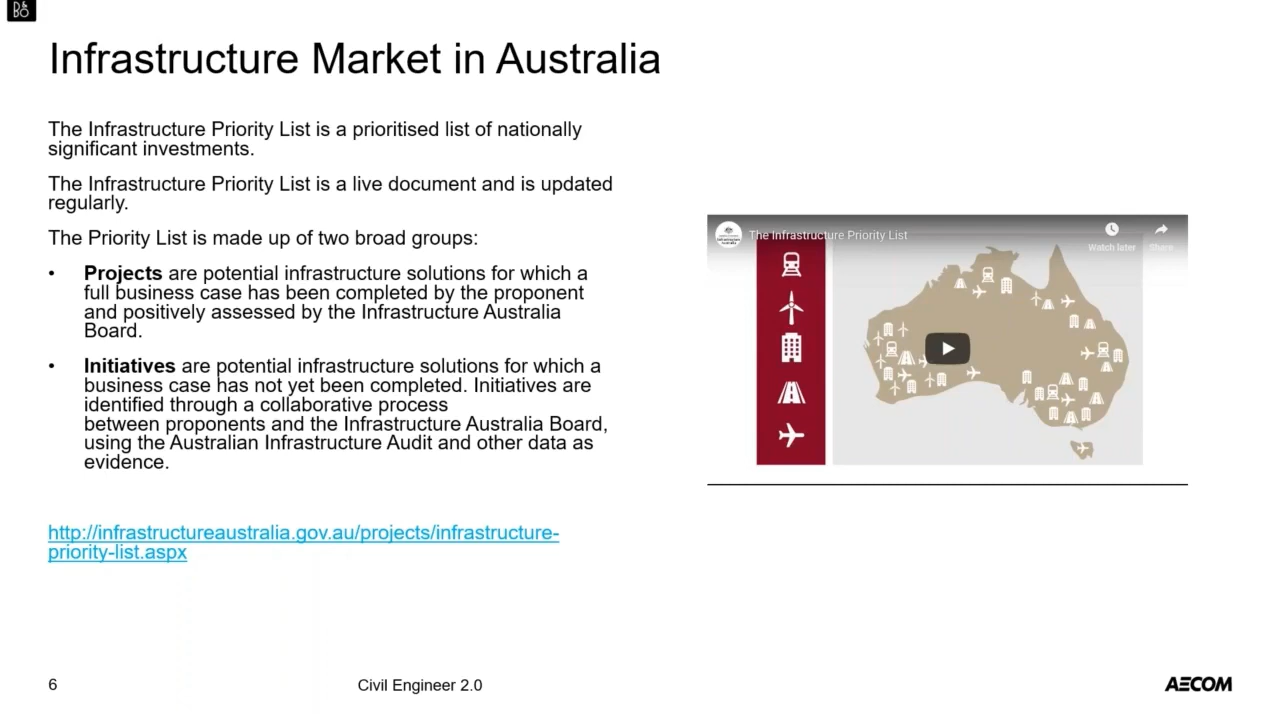 B&O
Infrastructure Market in Australia
The Infrastructure Priority List is a prioritised list of nationally
significant investments.
The Infrastructure Priority List is a live document and is updated
regularly.
The Priority List is made up of two broad groups:
• Projects are potential infrastructure solutions for which a
full business case has been completed by the proponent
and positively assessed by the Infrastructure Australia
Board.
• Initiatives are potential infrastructure solutions for which a
business case has not yet been completed. Initiatives are
identified through a collaborative process
between proponents and the Infrastructure Australia Board,
using the Australian Infrastructure Audit and other data as
evidence.
http://infrastructureaustralia.gov.au/projects/infrastructure-
priority-list.aspx
The Infrastructure Priority List
Watch later
Share
6
Civil Engineer 2.0
AECOM